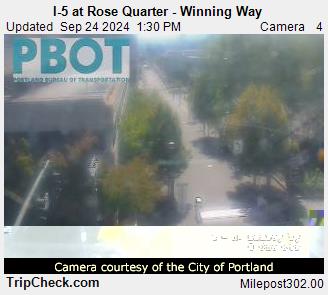 I-5 at Rose Quarter - Winning Way
Updated Sep 24 2024 1:30 PM Camera 4
PBOT
PORTLAND BUREAU OF TRANSPORTATION
Camera courtesy of the City of Portland
TripCheck.com Milepost302.00